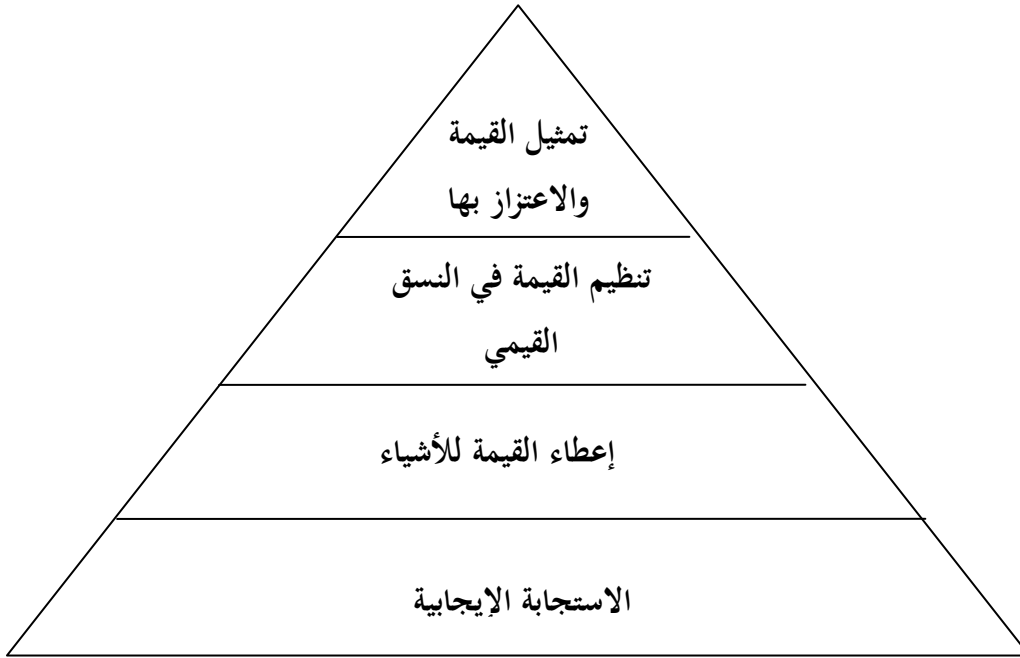 تمثيل القيمة
والاعتزاز بها
تنظيم القيمة في النسق
القيمي
إعطاء القيمة للأشياء
الاستجابة الإيجابية